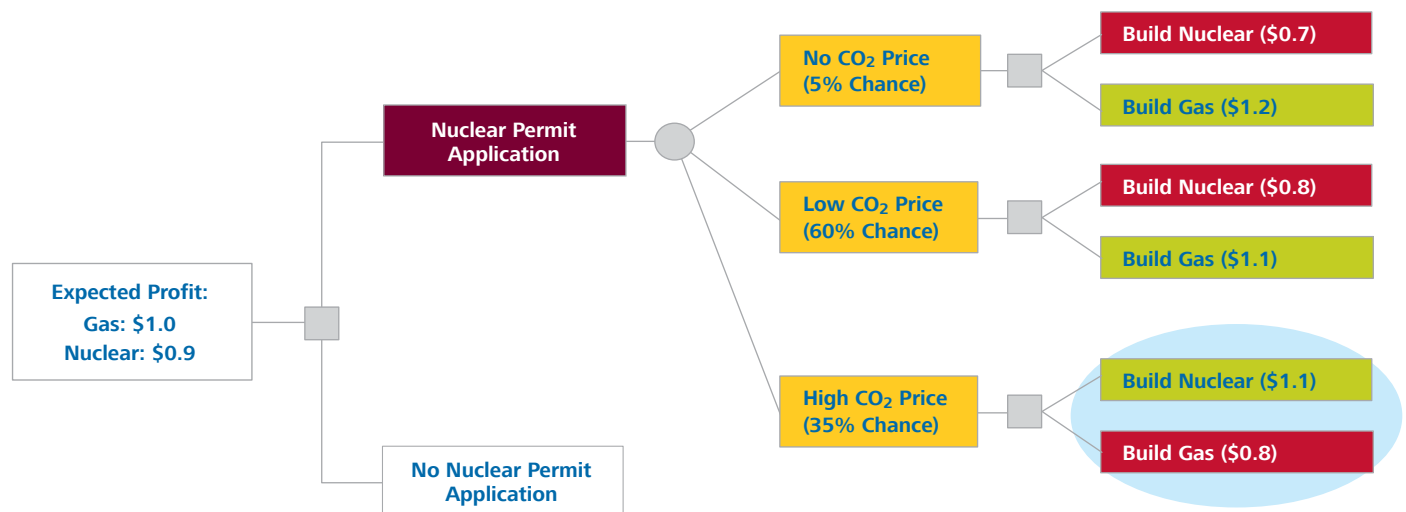 Expected Profit:
Gas: $1.0
Nuclear: $0.9
Nuclear Permit
Application
No Nuclear Permit
Application
No CO₂ Price
(5% Chance)
Build Nuclear ($0.7)
Build Gas ($1.2)
Low CO₂ Price
(60% Chance)
Build Nuclear ($0.8)
Build Gas ($1.1)
High CO₂ Price
(35% Chance)
Build Nuclear ($1.1)
Build Gas ($0.8)